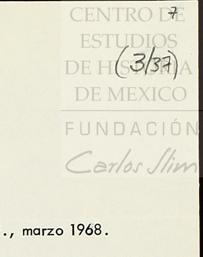 7
CENTRO DE
ESTUDIOS
(3/37)
DE HISTORIA
DE MEXICO
FUNDACIÓN
Carlos Slim
., marzo 1968.